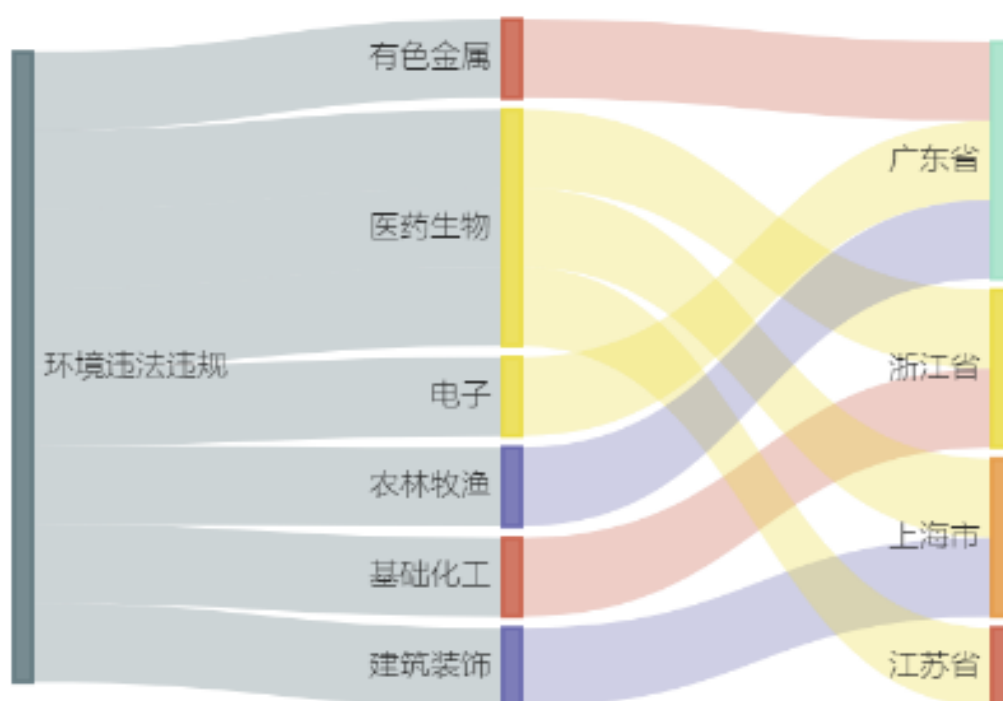 环境违法违规
有色金属
医药生物
电子
农林牧渔
基础化工
建筑装饰
广东省
浙江省
上海市
江苏省